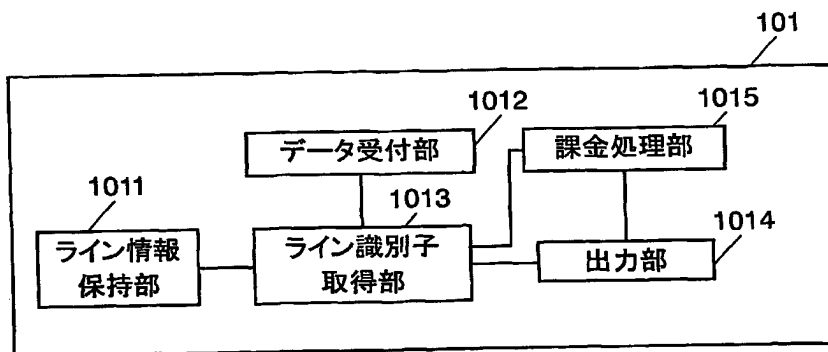 101
1012
データ受付部
1015
課金処理部
1011
ライン情報
保持部
1013
ライン識別子
取得部
1014
出力部